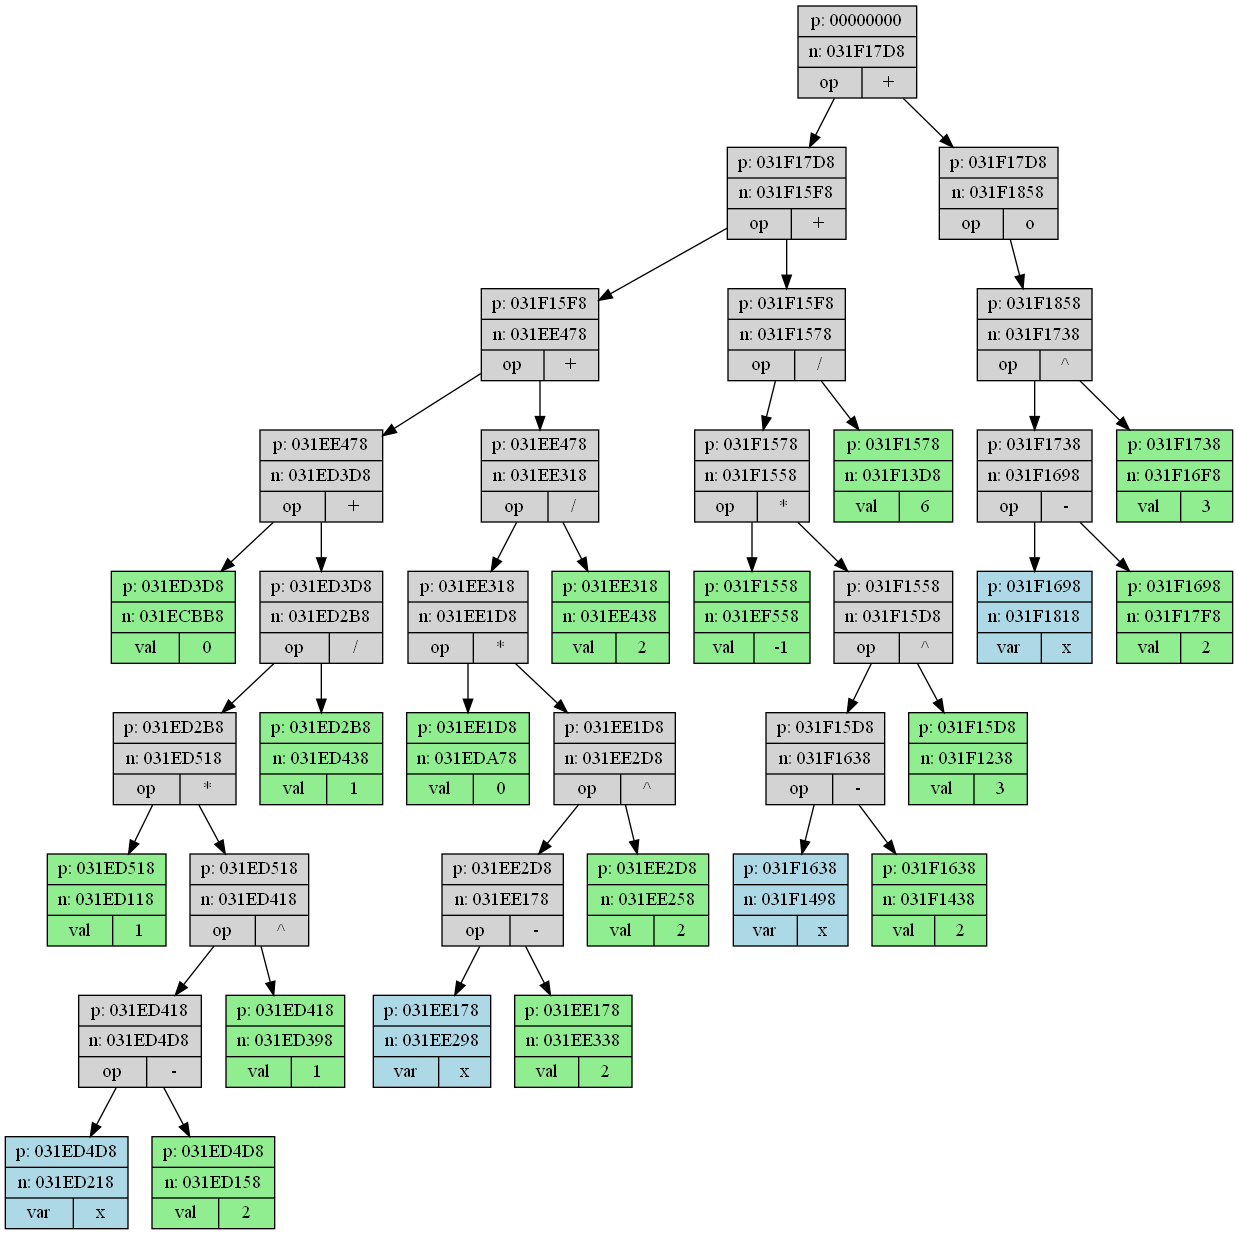 p: 00000000
n: 031F17D8
op +
p: 031F17D8
n: 031F15F8
op +
p: 031F17D8
n: 031F1858
op o
p: 031F15F8
n: 031EE478
op +
p: 031F15F8
n: 031F1578
op /
p: 031F1858
n: 031F1738
op ^
p: 031EE478
n: 031ED3D8
op +
p: 031EE478
n: 031EE318
op /
p: 031F1578
n: 031F1558
op *
p: 031F1578
n: 031F13D8
val 6
p: 031F1738
n: 031F1698
op -
p: 031F1738
n: 031F16F8
val 3
p: 031ED3D8
n: 031ECBB8
val 0
p: 031ED3D8
n: 031ED2B8
op /
p: 031EE318
n: 031EE1D8
op *
p: 031EE318
n: 031EE438
val 2
p: 031F1558
n: 031EF558
val -1
p: 031F1558
n: 031F15D8
op ^
p: 031F1698
n: 031F1818
var x
p: 031F1698
n: 031F17F8
val 2
p: 031ED2B8
n: 031ED518
op *
p: 031ED2B8
n: 031ED438
val 1
p: 031EE1D8
n: 031EDA78
val 0
p: 031EE1D8
n: 031EE2D8
op ^
p: 031F15D8
n: 031F1638
op -
p: 031F15D8
n: 031F1238
val 3
p: 031ED518
n: 031ED118
val 1
p: 031ED518
n: 031ED418
op ^
p: 031EE2D8
n: 031EE178
op -
p: 031EE2D8
n: 031EE258
val 2
p: 031F1638
n: 031F1498
var x
p: 031F1638
n: 031F1438
val 2
p: 031ED418
n: 031ED4D8
op -
p: 031ED418
n: 031ED398
val 1
p: 031EE178
n: 031EE298
var x
p: 031EE178
n: 031EE338
val 2
p: 031ED4D8
n: 031ED218
var x
p: 031ED4D8
n: 031ED158
val 2